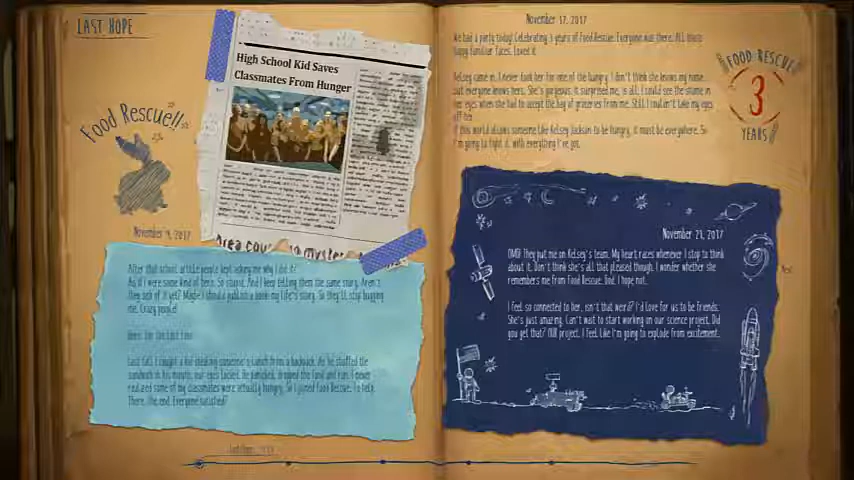 LAST HOPE
High School Kid Saves
Classmates From Hunger
Food Rescue!!
November 9, 2017
After that school article people kept asking me why I did it?
As if I were some kind of hero. So stupid. And I keep telling them the same story. Aren't
they sick of it yet? Maybe I should publish a book my life's story. So they'll stop bugging
me. Crazy people!
Here: for the last time
Last fall I caught a kid stealing someone's lunch from a backpack. As he stuffed the
sandwich in his mouth, our eyes locked. He panicked, dropped the food and ran. I never
realized some of my classmates were actually hungry. So I joined Food Rescue. To help.
There, the end. Everyone satisfied?
November 17, 2017
We had a party today! Celebrating 3 years of Food Rescue. Everyone was there. All those
happy familiar faces. Loved it.
Kelsey came in. I never took her for one of the hungry. I don't think she knows my name,
but everyone knows hers. She's gorgeous. It surprised me, is all. I could see the shame in
her eyes when she had to accept the bag of groceries from me. Still I couldn't take my eyes
off her.
If this world allows someone like Kelsey Jackson to be hungry, it must be everywhere. So
I'm going to fight it, with everything I've got.
FOOD RESCUE
3
YEARS
November 21, 2017
OMG! They put me on Kelsey's team. My heart races whenever I stop to think
about it. Don't think she's all that pleased though. I wonder whether she
remembers me from Food Rescue. God, I hope not.
I feel so connected to her, isn't that weird? I'd love for us to be friends.
She's just amazing. Can't wait to start working on our science project. Did
you get that? OUR project. I feel like I'm going to explode from excitement.